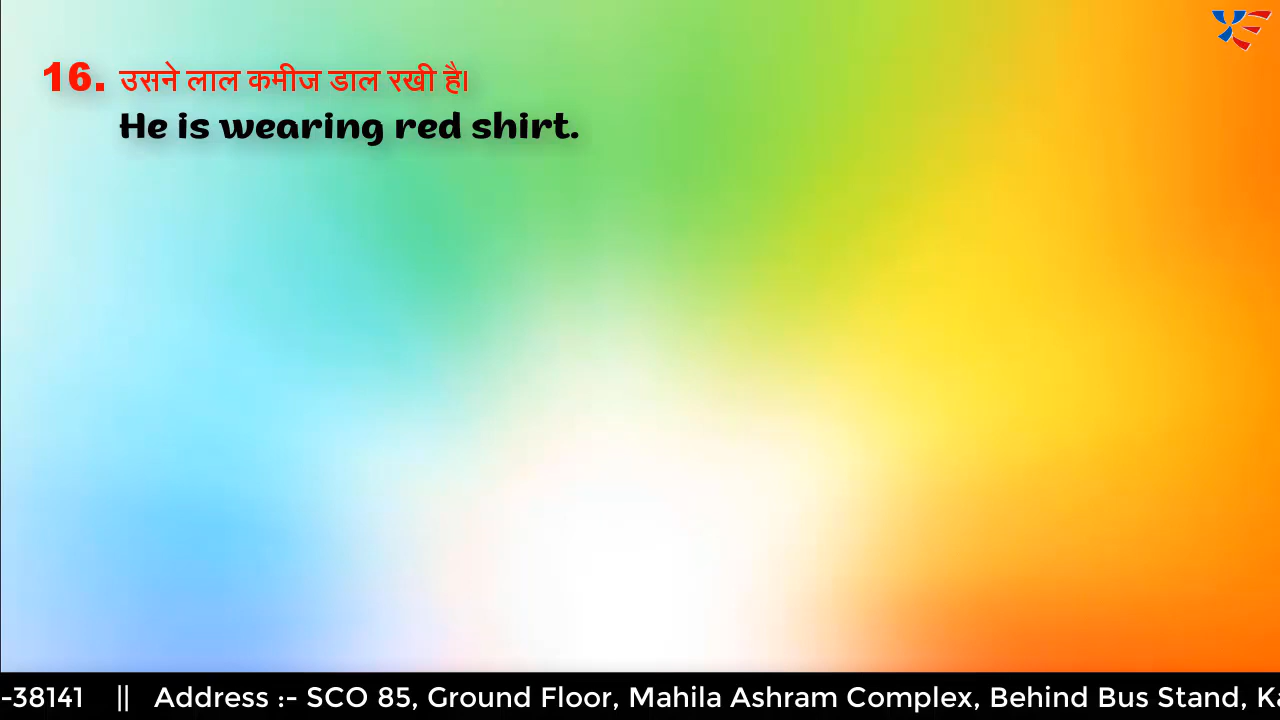 16. उसने लाल कमीज डाल रखी है।
He is wearing red shirt.
-38141 || Address :- SCO 85, Ground Floor, Mahila Ashram Complex, Behind Bus Stand,